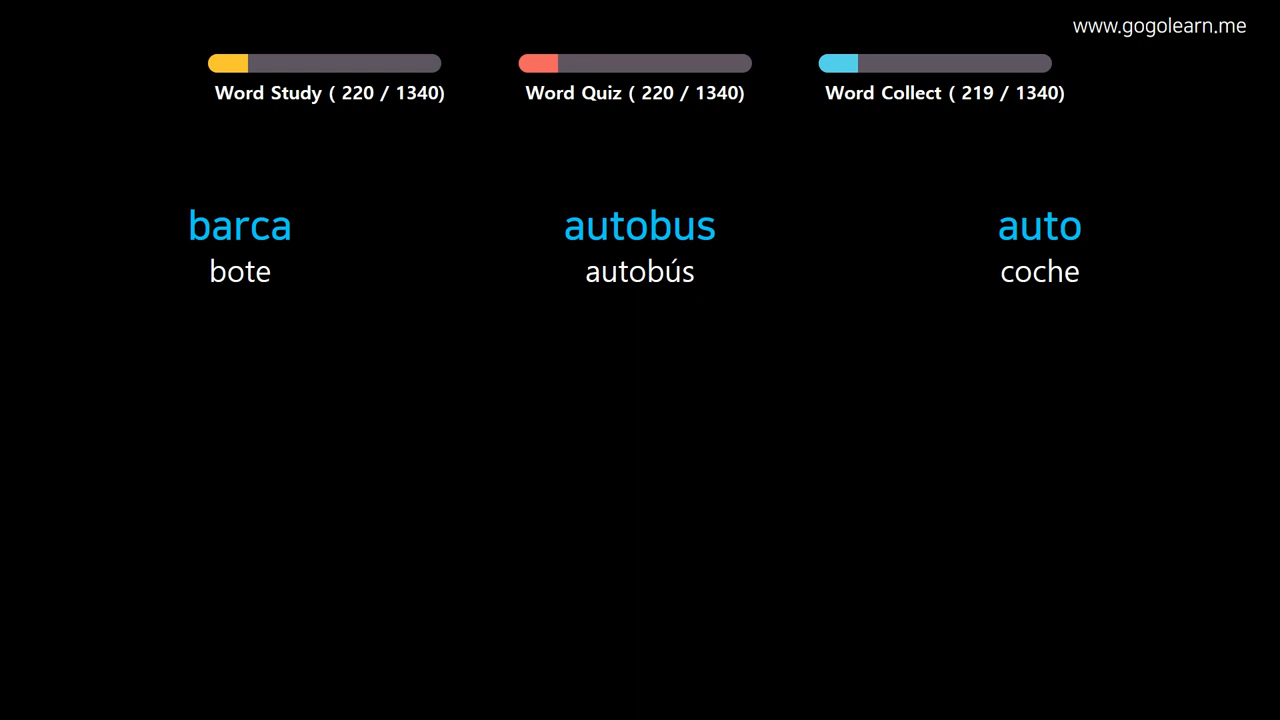 www.gogolearn.me
Word Study ( 220 / 1340)
Word Quiz ( 220 / 1340)
Word Collect ( 219 / 1340)
barca
bote
autobus
autobús
auto
coche